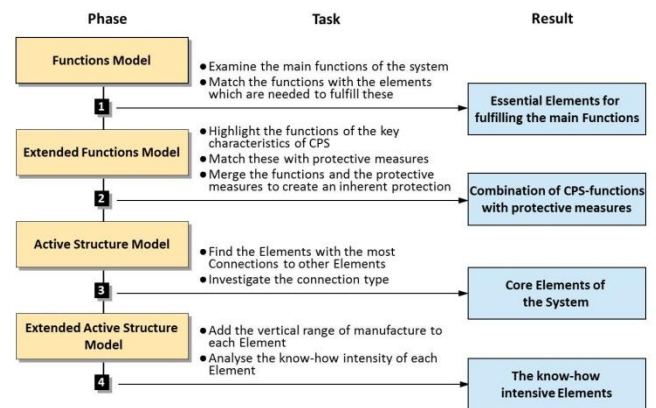 Phase
Task
Result
Functions Model
● Examine the main functions of the system
● Match the functions with the elements
which are needed to fulfill these
1
Essential Elements for
fulfilling the main Functions
Extended Functions Model
● Highlight the functions of the key
characteristics of CPS
● Match these with protective measures
● Merge the functions and the protective
measures to create an inherent protection
2
Combination of CPS-functions
with protective measures
Active Structure Model
● Find the Elements with the most
Connections to other Elements
● Investigate the connection type
3
Core Elements of
the System
Extended Active Structure
Model
● Add the vertical range of manufacture to
each Element
● Analyse the know-how intensity of each
Element
4
The know-how
intensive Elements